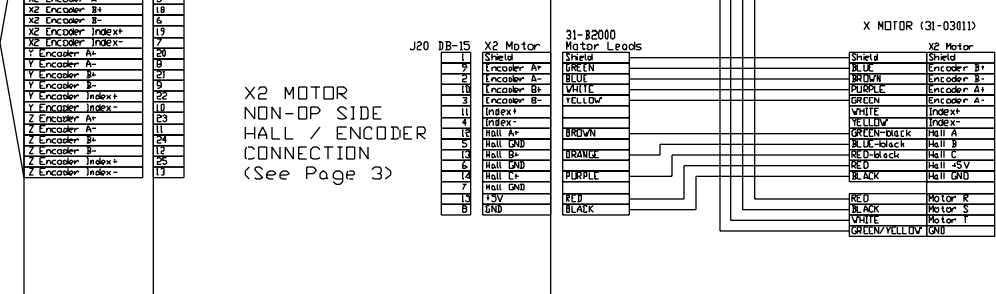 X2 Encoder B+ 18
X2 Encoder B- 6
X2 Encoder Index+ 19
X2 Encoder Index- 7
Y Encoder A+ 20
Y Encoder A- 8
Y Encoder B+ 21
Y Encoder B- 9
Y Encoder Index+ 22
Y Encoder Index- 10
Z Encoder A+ 23
Z Encoder A- 11
Z Encoder B+ 24
Z Encoder B- 12
Z Encoder Index+ 25
Z Encoder Index- 13
X2 MOTOR
NON-OP SIDE
HALL / ENCODER
CONNECTION
(See Page 3)
31-B2000
J20 DB-15 X2 Motor Motor Leads
1 Shield
9 Encoder A+ GREEN
2 Encoder A- BLUE
10 Encoder B+ WHITE
3 Encoder B- YELLOW
11 Index+
4 Index-
12 Hall A+ BROWN
5 Hall GND
13 Hall B+ ORANGE
6 Hall GND
14 Hall C+ PURPLE
7 Hall GND
15 +5V RED
8 GND BLACK
X MOTOR (31-03011)
X2 Motor
Shield Shield
BLUE Encoder B+
BROWN Encoder B-
PURPLE Encoder A+
GREEN Encoder A-
WHITE Index+
YELLOW Index-
GREEN-black Hall A
BLUE-black Hall B
RED-black Hall C
RED Hall +5V
BLACK Hall GND
RED Motor R
BLACK Motor S
WHITE Motor T
GREEN/YELLOW GND